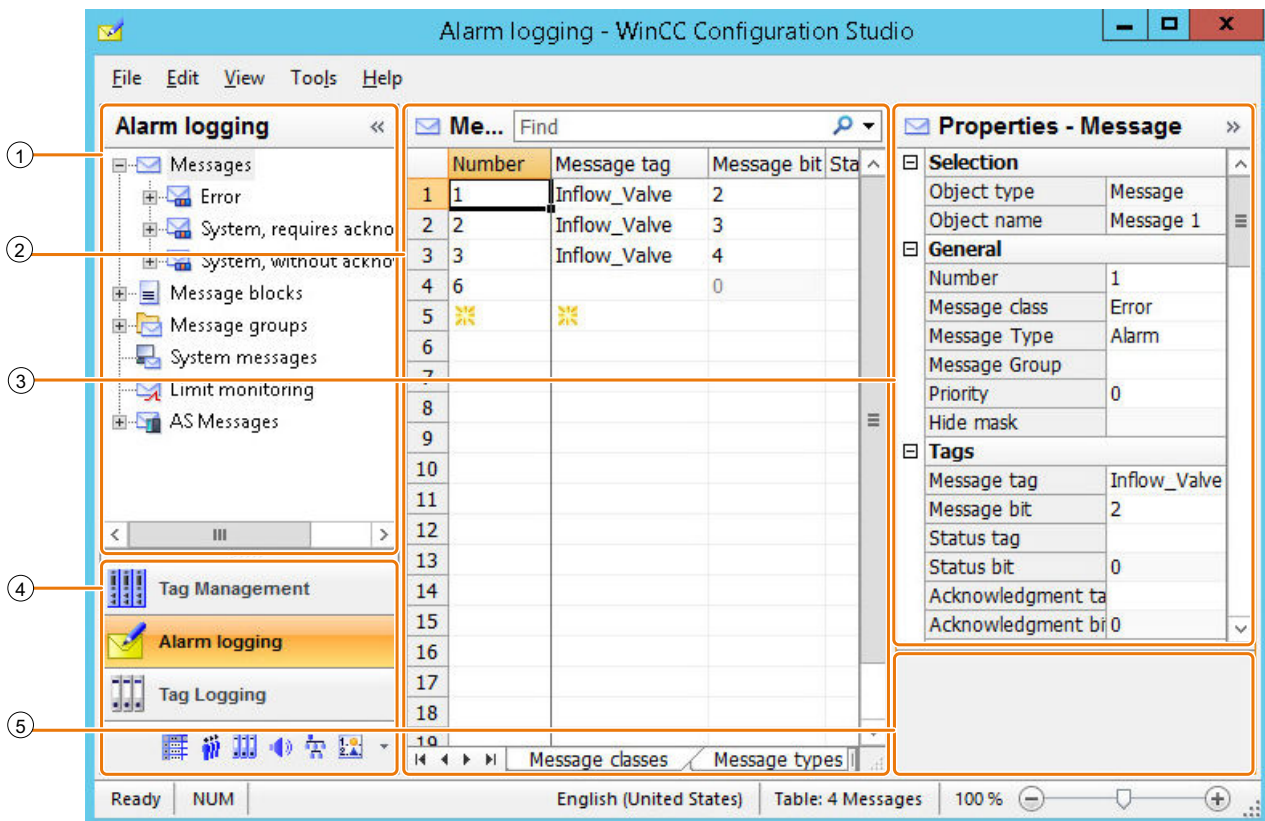 Alarm logging - WinCC Configuration Studio
File Edit View Tools Help
Alarm logging
1
Messages
Error
System, requires ackno
2
System, without ackno
Message blocks
Message groups
System messages
3
Limit monitoring
AS Messages
4
Tag Management
Alarm logging
Tag Logging
5
Me... Find
Number Message tag Message bit Sta
1 1 Inflow_Valve 2
2 2 Inflow_Valve 3
3 3 Inflow_Valve 4
4 6 0
5
6
7
8
9
10
11
12
13
14
15
16
17
18
19
Message classes Message types
Properties - Message
Selection
Object type Message
Object name Message 1
General
Number 1
Message class Error
Message Type Alarm
Message Group
Priority 0
Hide mask
Tags
Message tag Inflow_Valve
Message bit 2
Status tag
Status bit 0
Acknowledgment ta
Acknowledgment bi 0
Ready NUM English (United States) Table: 4 Messages 100 %